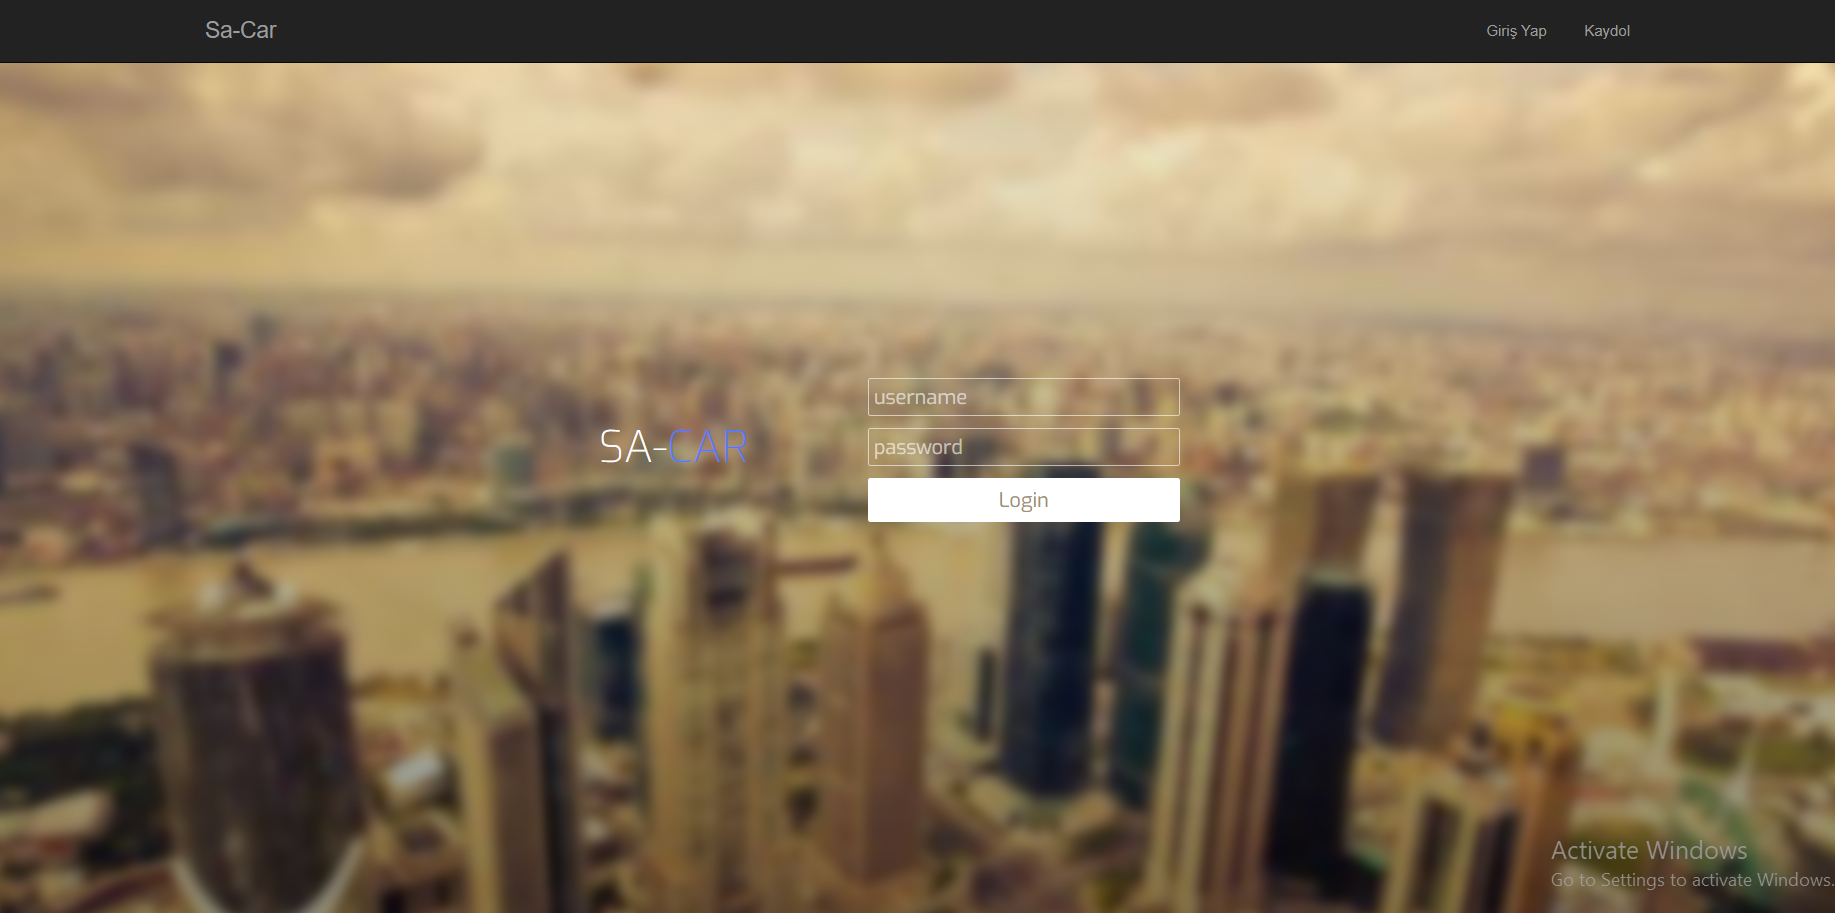 Sa-Car
Giriş Yap
Kaydol
username
SA-CAR
password
Login
Activate Windows
Go to Settings to activate Windows.